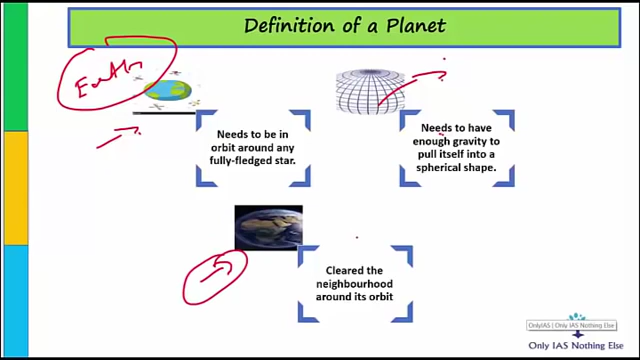 Definition of a Planet
Earth
Needs to be in
orbit around any
fully-fledged star.
Needs to have
enough gravity to
pull itself into a
spherical shape.
Cleared the
neighbourhood
around its orbit
OnlyIAS | Only IAS Nothing Else
Only IAS Nothing Else